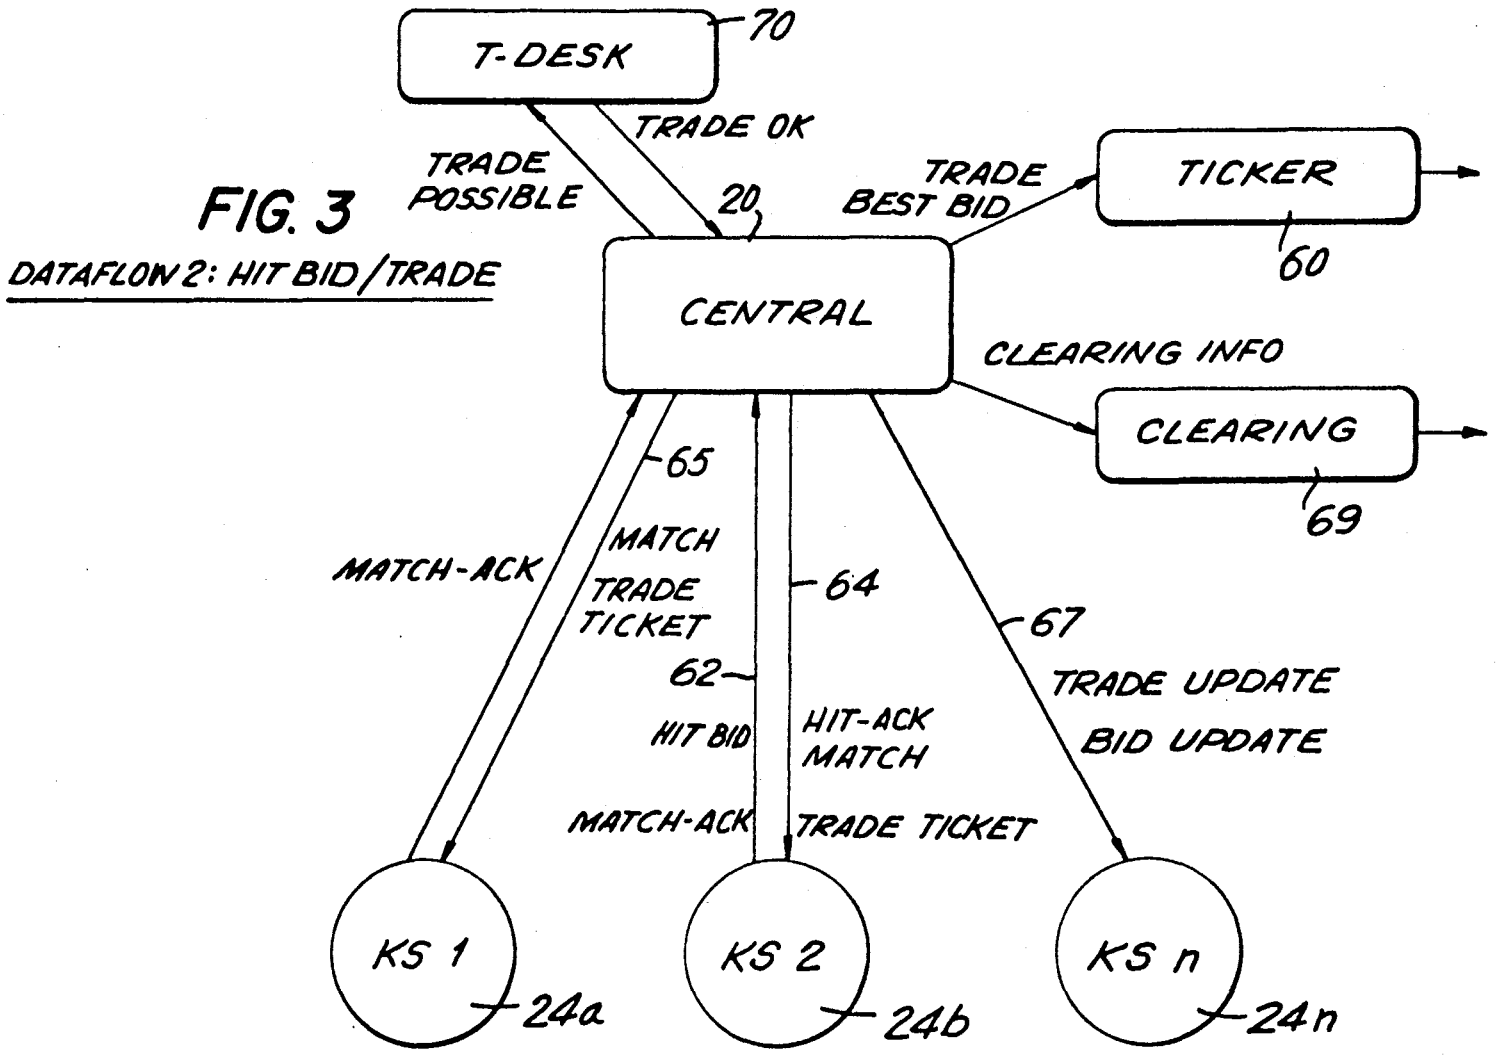 70
T-DESK
TRADE OK
TRADE
POSSIBLE
FIG. 3
DATAFLOW 2: HIT BID/TRADE
20
CENTRAL
TRADE
BEST BID
TICKER
60
CLEARING INFO
CLEARING
69
65
MATCH-ACK
MATCH
TRADE
TICKET
64
62
67
HIT BID
HIT-ACK
MATCH
TRADE UPDATE
BID UPDATE
MATCH-ACK
TRADE TICKET
KS 1
24a
KS 2
24b
KS n
24n